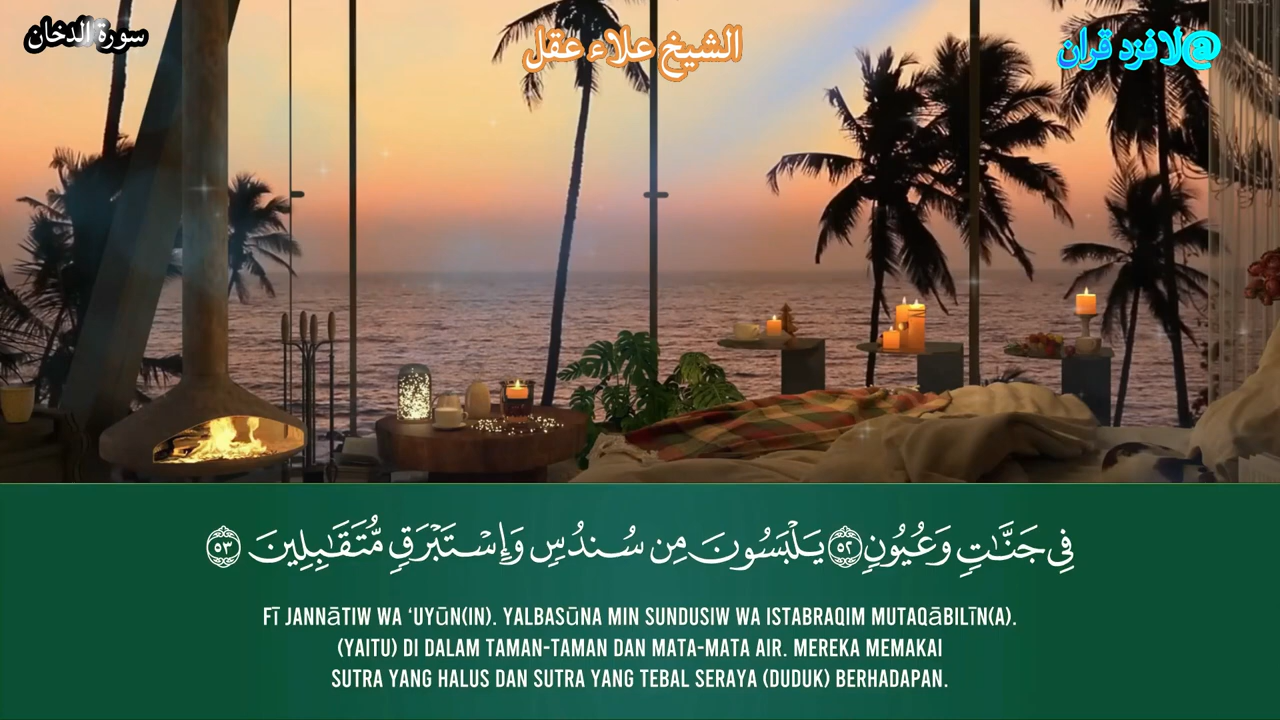 سورة الدخان
الشيخ علاء عقل
@لافزد قران
فِي جَنَّٰتٖ وَعُيُونٖ ٥٢ يَلۡبَسُونَ مِن سُندُسٖ وَإِسۡتَبۡرَقٖ مُّتَقَٰبِلِينَ ٥٣
FĪ JANNĀTIW WA ‘UYŪN(IN). YALBASŪNA MIN SUNDUSIW WA ISTABRAQIM MUTAQĀBILĪN(A).
(YAITU) DI DALAM TAMAN-TAMAN DAN MATA-MATA AIR. MEREKA MEMAKAI
SUTRA YANG HALUS DAN SUTRA YANG TEBAL SERAYA (DUDUK) BERHADAPAN.